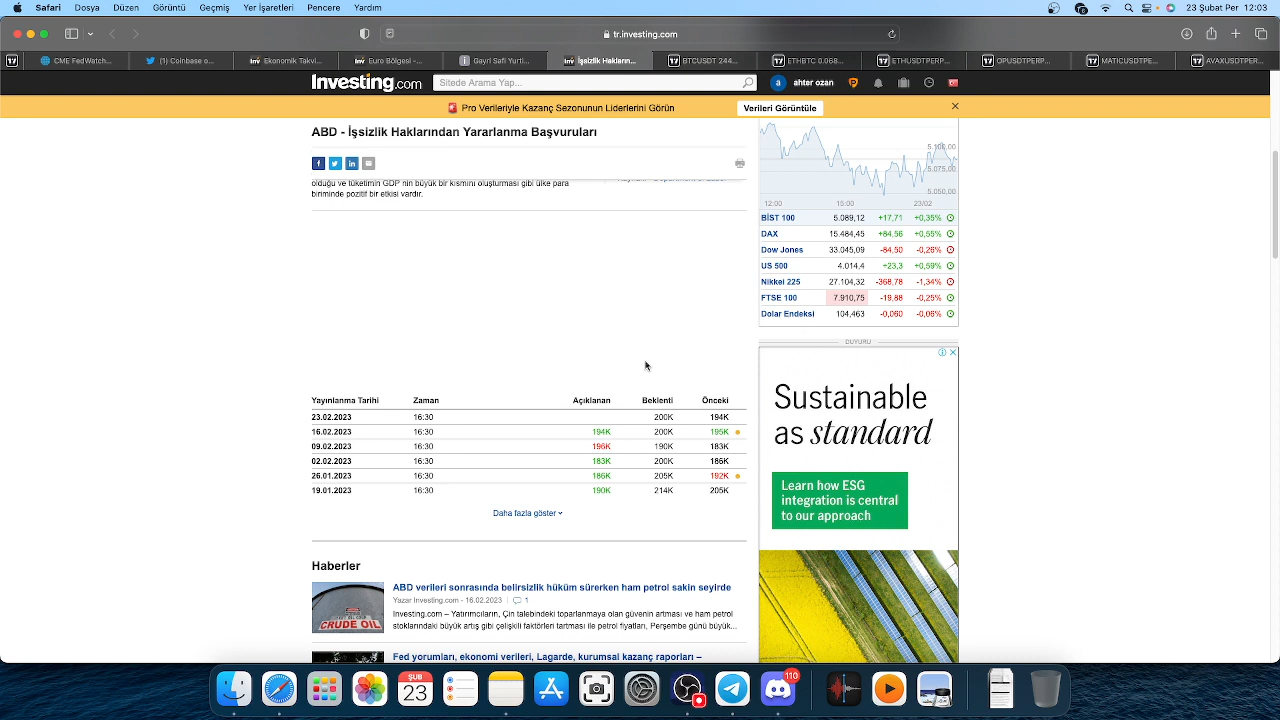 Safari Dosya Düzen Görüntü Geçmiş Yer İşaretleri Pencere Yardım 23 Şubat Per 12:03
tr.investing.com
CME FedWatch... (1) Coinbase o... Ekonomik Takvi... Euro Bölgesi -... Gayri Safi Yurti... İşsizlik Hakların... BTCUSDT 244... ETHBTC 0.068... ETHUSDTPERP... OPUSDTPERP... MATICUSDTPE... AVAXUSDTPER...
Investing.com Sitede Arama Yap... a ahter ozan
Pro Verileriyle Kazanç Sezonunun Liderlerini Görün Verileri Görüntüle
ABD - İşsizlik Haklarından Yararlanma Başvuruları
olduğu ve tüketimin GDP nin büyük bir kısmını oluşturması gibi ülke para
biriminde pozitif bir etkisi vardır.
5.100,00
5.075,00
5.050,00
12:00 15:00 23/02
BİST 100 5.089,12 +17,71 +0,35%
DAX 15.484,45 +84,56 +0,55%
Dow Jones 33.045,09 -84,50 -0,26%
US 500 4.014,4 +23,3 +0,59%
Nikkei 225 27.104,32 -368,78 -1,34%
FTSE 100 7.910,75 -19,88 -0,25%
Dolar Endeksi 104,463 -0,060 -0,06%
DUYURU
Sustainable
as standard
Learn how ESG
integration is central
to our approach
Yayınlanma Tarihi Zaman Açıklanan Beklenti Önceki
23.02.2023 16:30 200K 194K
16.02.2023 16:30 194K 200K 195K
09.02.2023 16:30 196K 190K 183K
02.02.2023 16:30 183K 200K 186K
26.01.2023 16:30 186K 205K 192K
19.01.2023 16:30 190K 214K 205K
Daha fazla göster
Haberler
CRUDE OIL
ABD verileri sonrasında belirsizlik hüküm sürerken ham petrol sakin seyirde
Yazar Investing.com - 16.02.2023 1
Investing.com – Yatırımcıların, Çin talebindeki toparlanmaya olan güvenin artması ve ham petrol
stoklarındaki büyük artış gibi çelişkili faktörleri tartması ile petrol fiyatları, Perşembe günü büyük...
Fed yorumları, ekonomi verileri, Lagarde, kurumsal kazanç raporları –
ŞUB
23
110